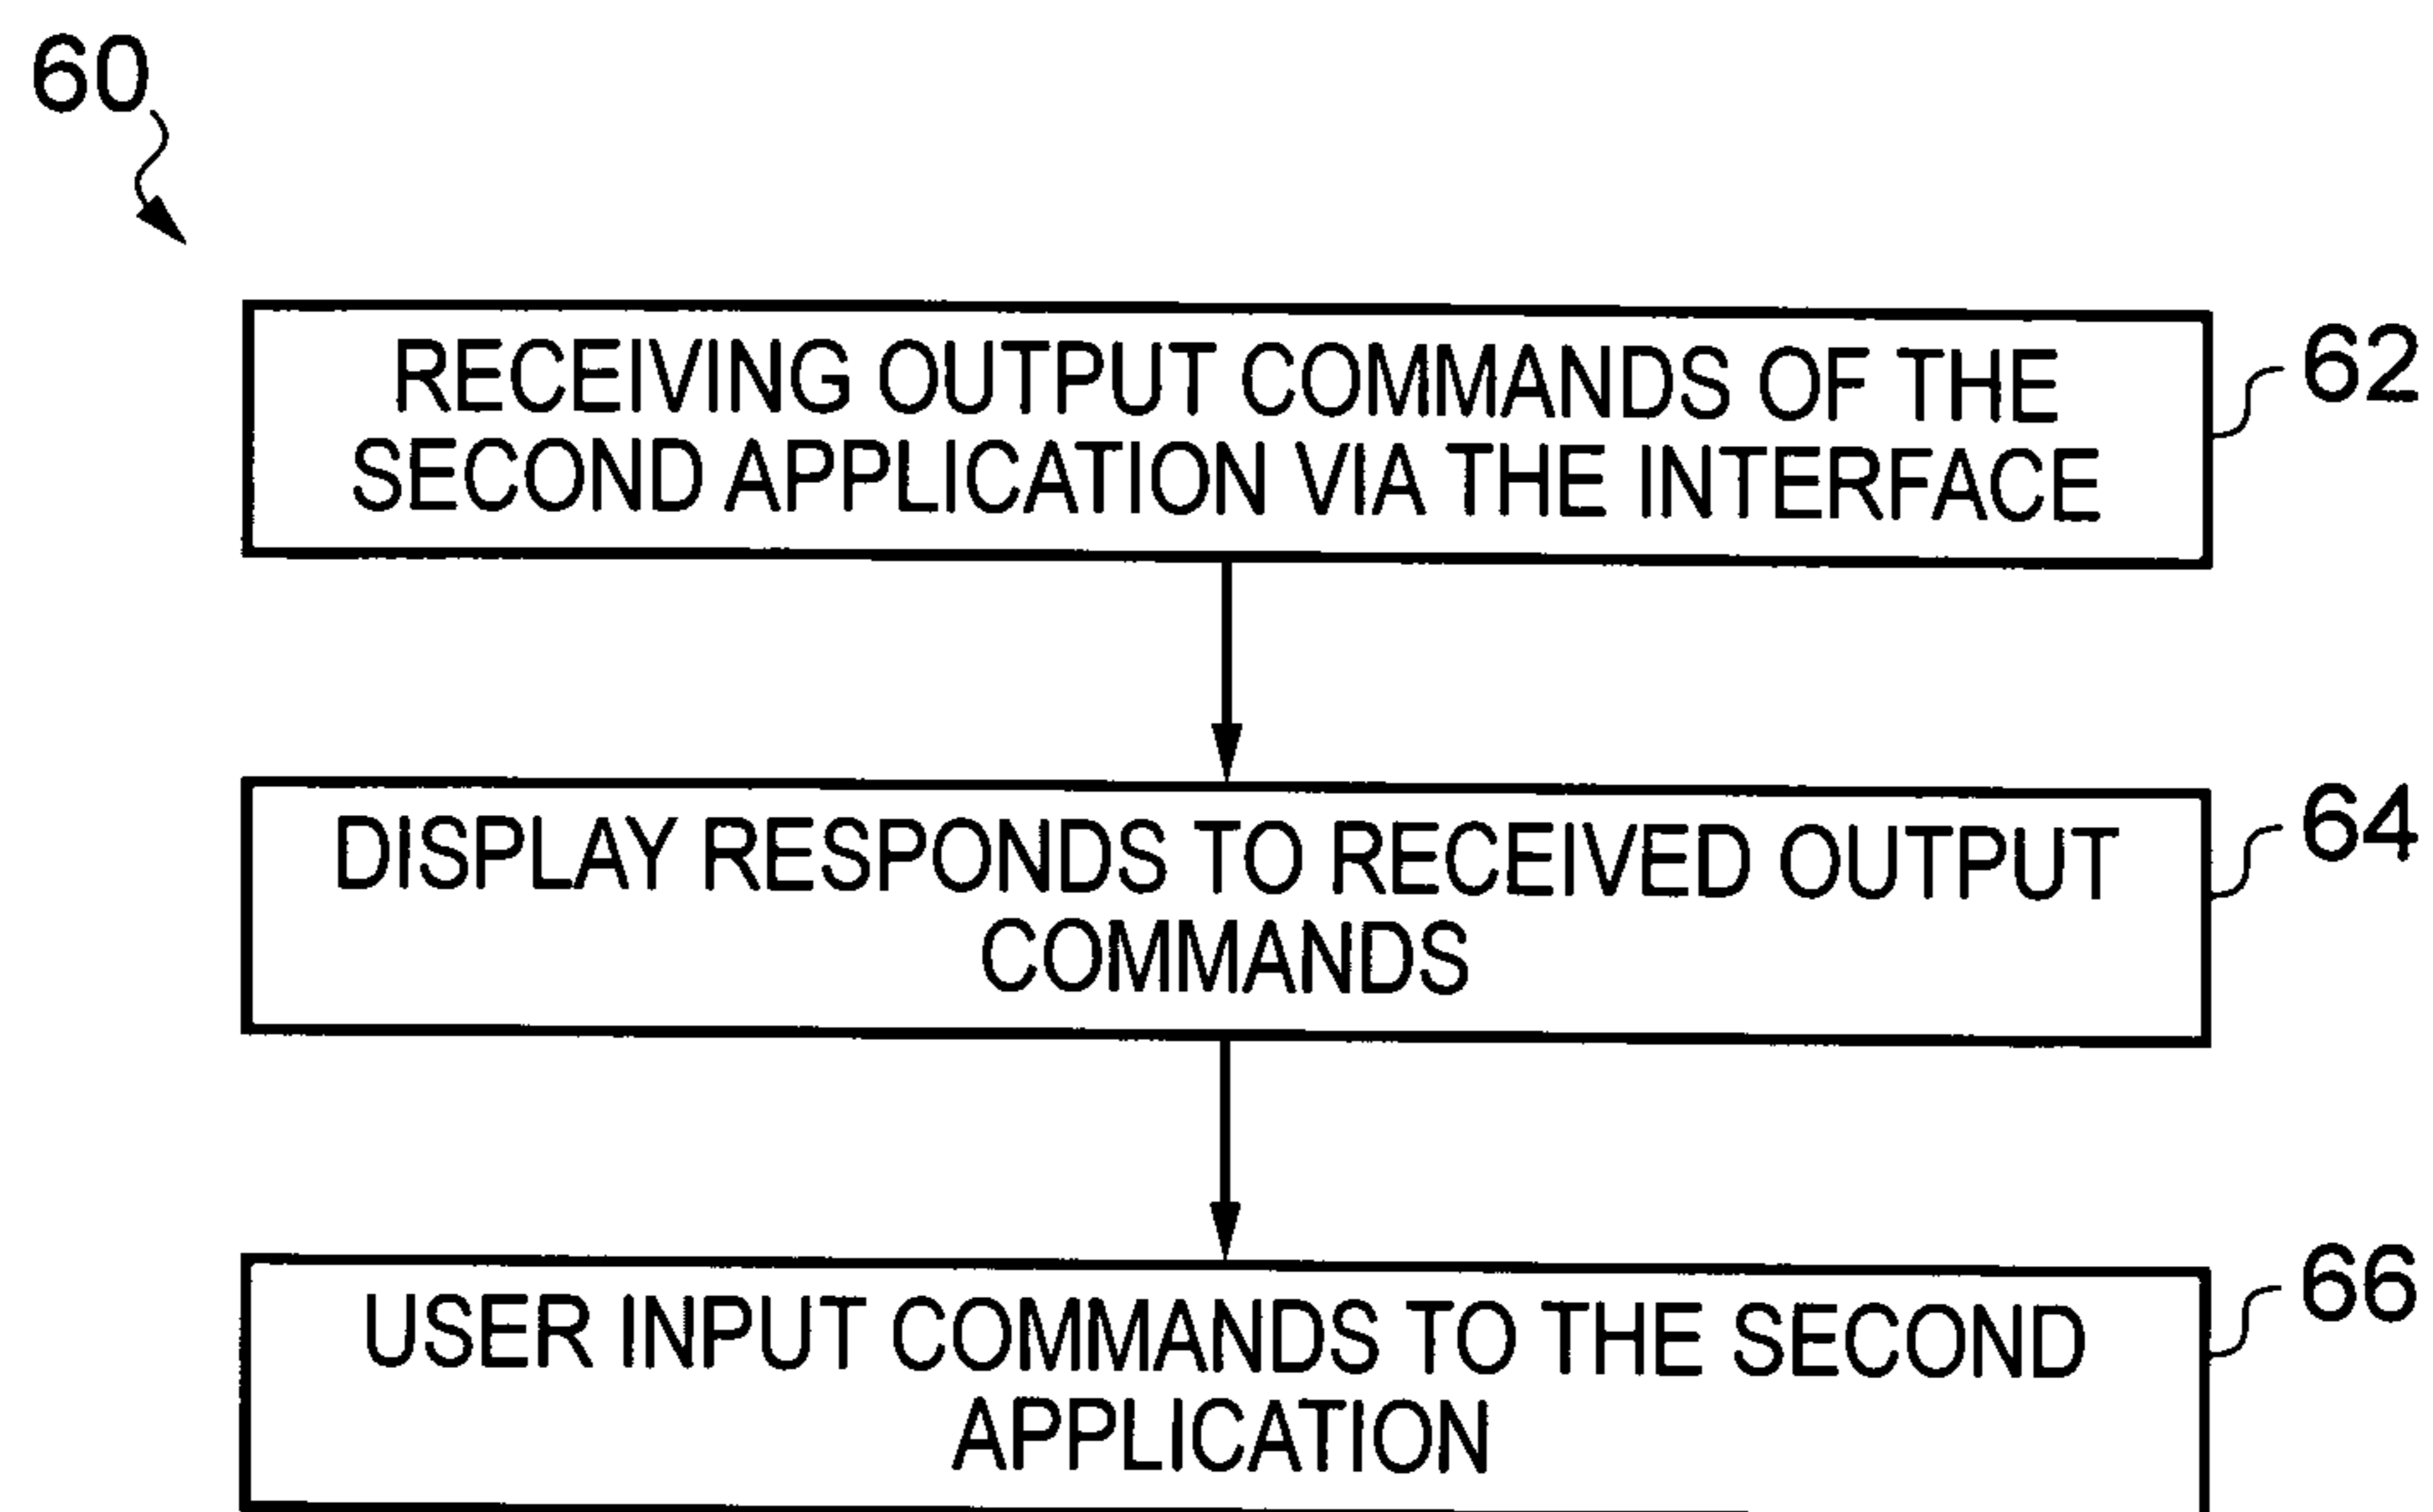 60
RECEIVING OUTPUT COMMANDS OF THE
SECOND APPLICATION VIA THE INTERFACE
62
DISPLAY RESPONDS TO RECEIVED OUTPUT
COMMANDS
64
USER INPUT COMMANDS TO THE SECOND
APPLICATION
66